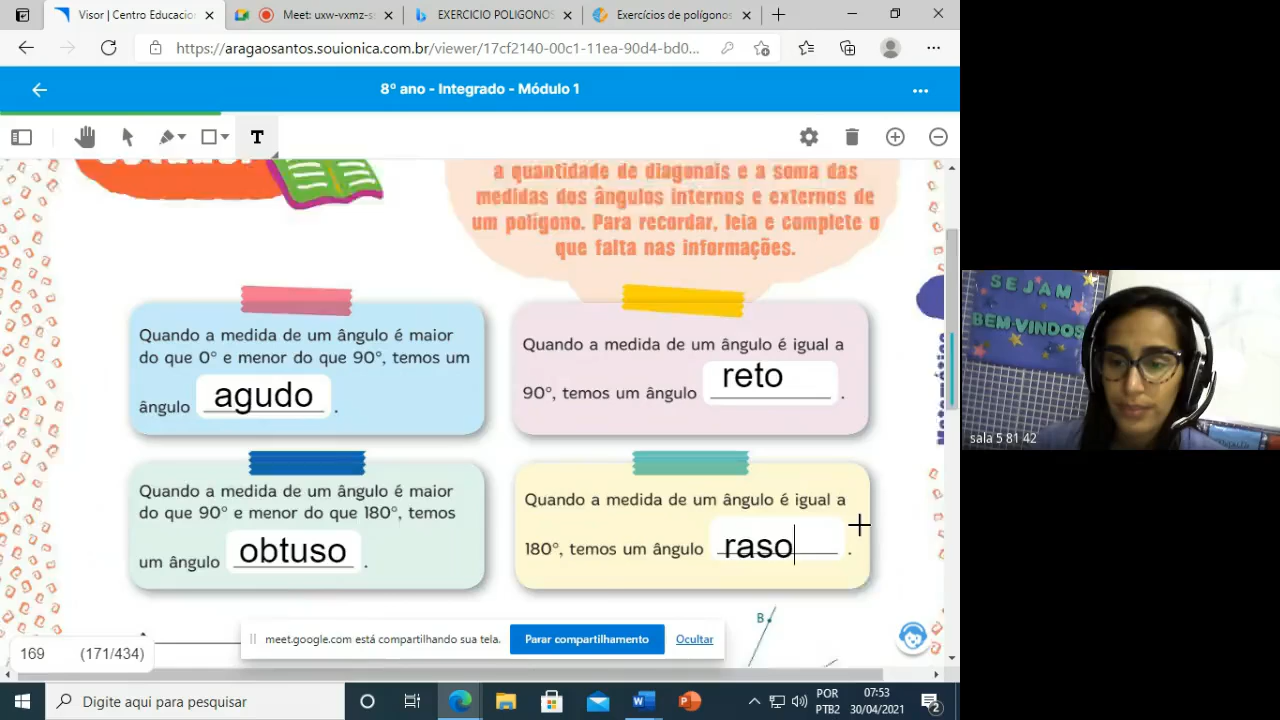 Visor | Centro Educacion
Meet: uxw-vxmz-s
EXERCICIO POLIGONOS
Exercícios de polígonos
https://aragaosantos.souionica.com.br/viewer/17cf2140-00c1-11ea-90d4-bd0...
8º ano - Integrado - Módulo 1
T
a quantidade de diagonais e a soma das
medidas dos ângulos internos e externos de
um polígono. Para recordar, leia e complete o
que falta nas informações.
Quando a medida de um ângulo é maior
do que 0° e menor do que 90°, temos um
ângulo agudo .
Quando a medida de um ângulo é igual a
90°, temos um ângulo reto .
Quando a medida de um ângulo é maior
do que 90° e menor do que 180°, temos
um ângulo obtuso .
Quando a medida de um ângulo é igual a
180°, temos um ângulo raso .
B
meet.google.com está compartilhando sua tela.
Parar compartilhamento
Ocultar
169 (171/434)
Digite aqui para pesquisar
POR
PTB2
07:53
30/04/2021
2
SEJAM
BEM-VINDOS
sala 5 81 42